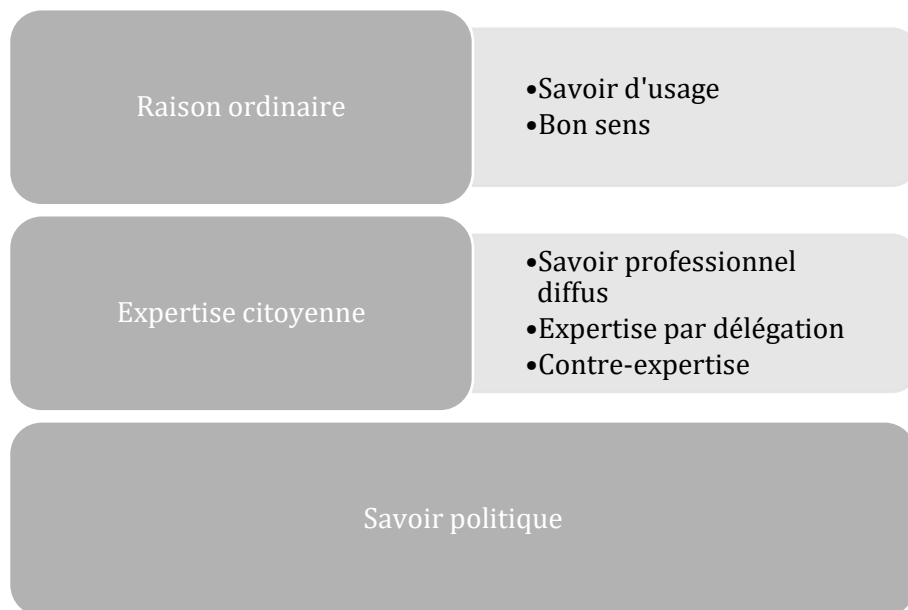 Raison ordinaire
•Savoir d'usage
•Bon sens
Expertise citoyenne
•Savoir professionnel
diffus
•Expertise par délégation
•Contre-expertise
Savoir politique